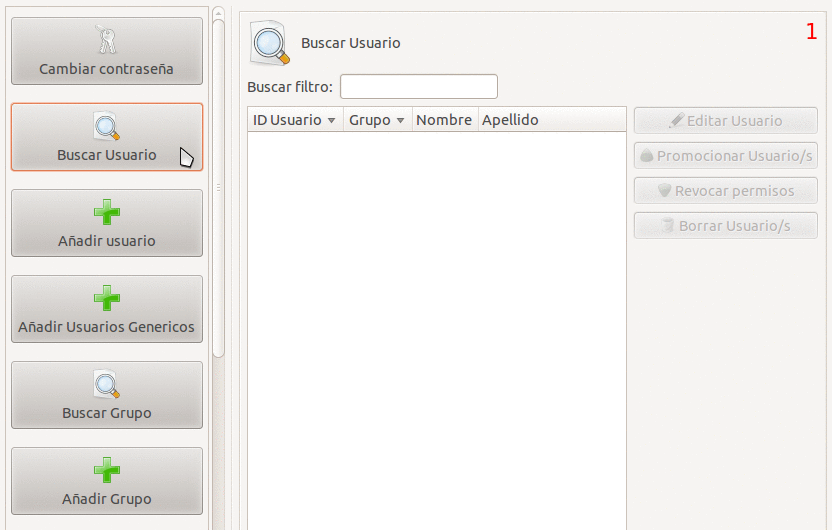 Cambiar contraseña
Buscar Usuario
Añadir usuario
Añadir Usuarios Genericos
Buscar Grupo
Añadir Grupo
Buscar Usuario
1
Buscar filtro:
ID Usuario Grupo Nombre Apellido
Editar Usuario
Promocionar Usuario/s
Revocar permisos
Borrar Usuario/s